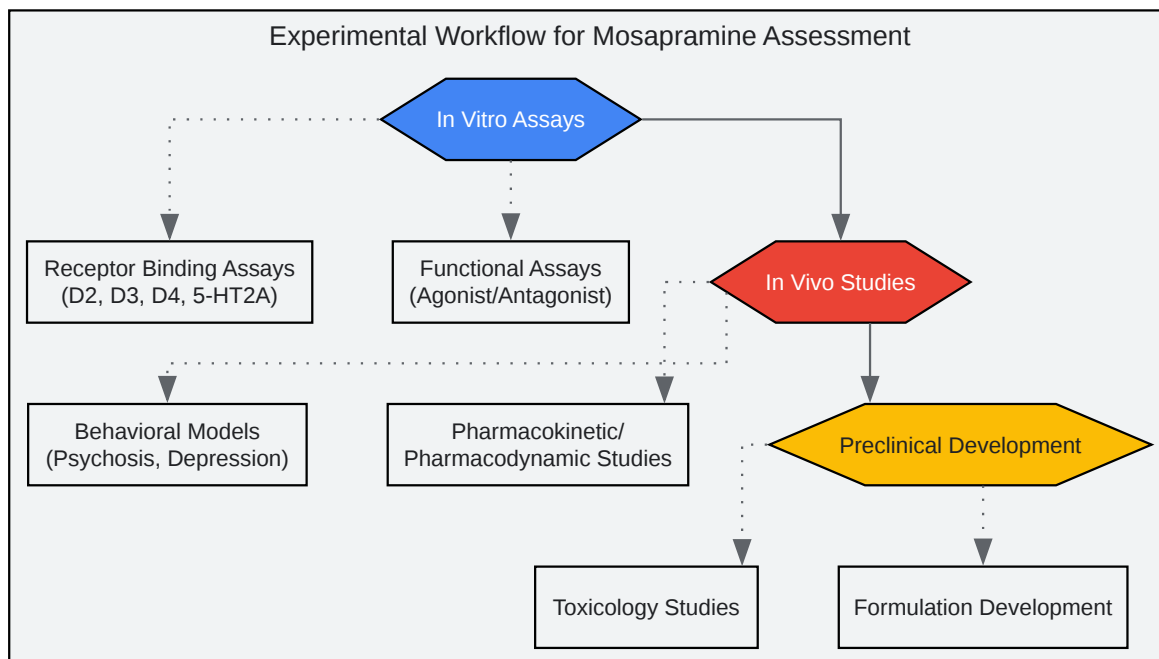 Experimental Workflow for Mosapramine Assessment
In Vitro Assays
Receptor Binding Assays
(D2, D3, D4, 5-HT2A)
Functional Assays
(Agonist/Antagonist)
In Vivo Studies
Behavioral Models
(Psychosis, Depression)
Pharmacokinetic/
Pharmacodynamic Studies
Preclinical Development
Toxicology Studies
Formulation Development